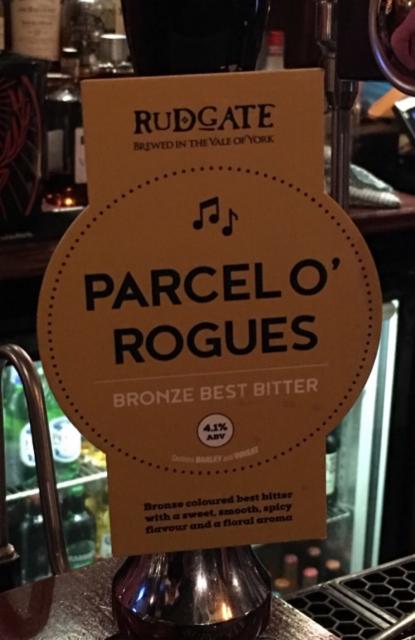 RUDGATE
BREWED IN THE VALE OF YORK
PARCEL O'
ROGUES
BRONZE BEST BITTER
4.1%
ABV
Contains BARLEY and WHEAT
Bronze coloured best bitter
with a sweet, smooth, spicy
flavour and a floral aroma